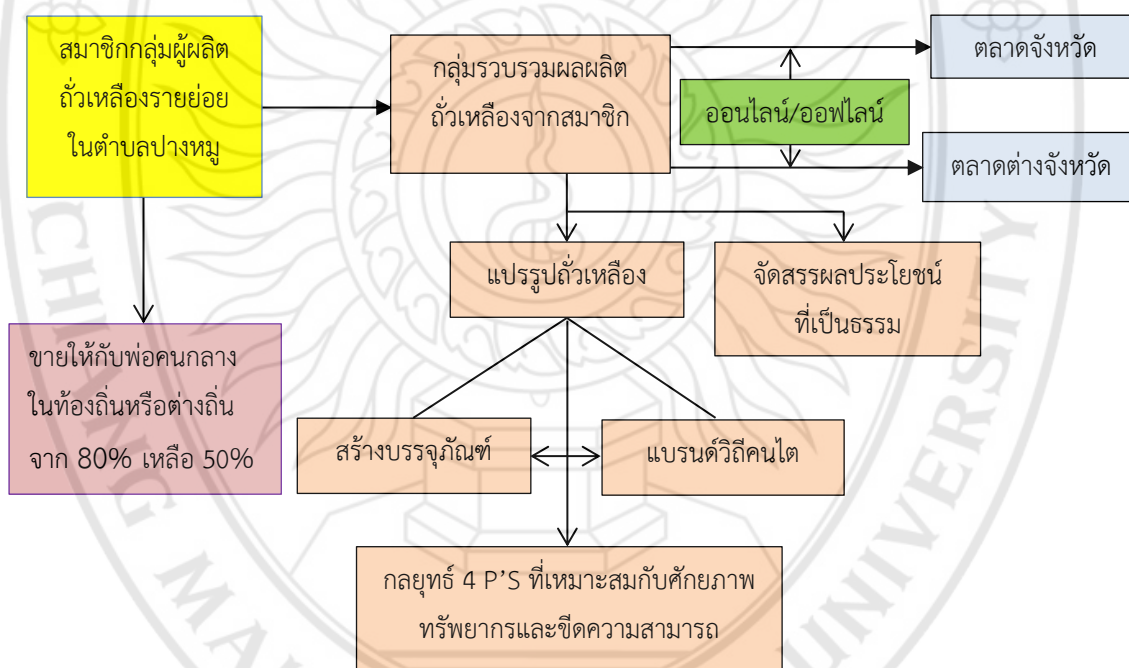 สมาชิกกลุ่มผู้ผลิต
ถั่วเหลืองรายย่อย
ในตำบลปางหมู
กลุ่มรวบรวมผลผลิต
ถั่วเหลืองจากสมาชิก
ตลาดจังหวัด
ออนไลน์/ออฟไลน์
ตลาดต่างจังหวัด
แปรรูปถั่วเหลือง
จัดสรรผลประโยชน์
ที่เป็นธรรม
ขายให้กับพ่อคนกลาง
ในท้องถิ่นหรือต่างถิ่น
จาก 80% เหลือ 50%
สร้างบรรจุภัณฑ์
แบรนด์วิถีคนไต
กลยุทธ์ 4 P’S ที่เหมาะสมกับศักยภาพ
ทรัพยากรและขีดความสามารถ
CHIANG MAI
UNIVERSITY